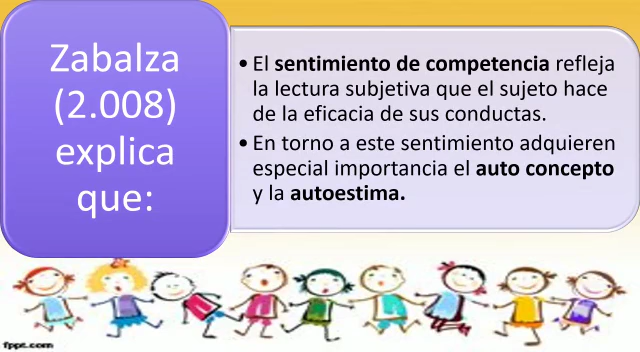 Zabalza
(2.008)
explica
que:
• El sentimiento de competencia refleja
la lectura subjetiva que el sujeto hace
de la eficacia de sus conductas.
• En torno a este sentimiento adquieren
especial importancia el auto concepto
y la autoestima.
fppt.com